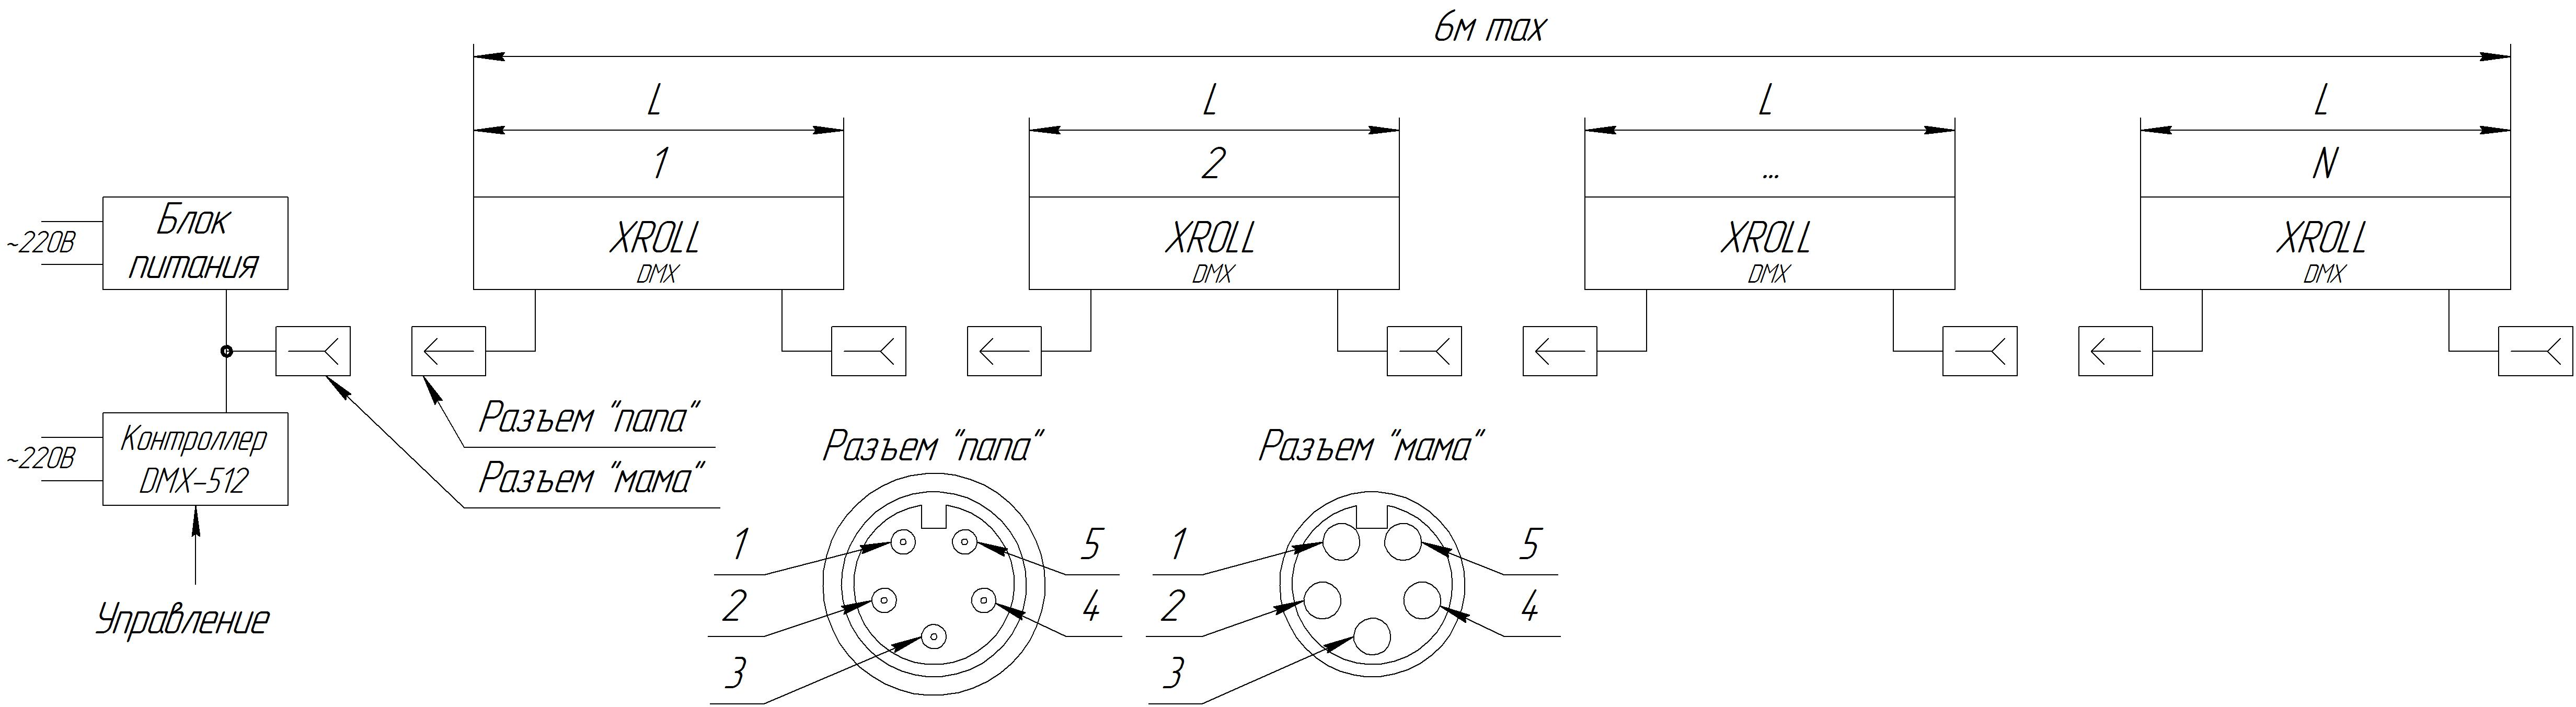 6м max
L
L
L
L
1
2
...
N
Блок
питания
~220В
XROLL
DMX
XROLL
DMX
XROLL
DMX
XROLL
DMX
Контроллер
DMX-512
~220В
Управление
Разъем "папа"
Разъем "мама"
Разъем "папа"
1
2
3
5
4
Разъем "мама"
1
2
3
5
4